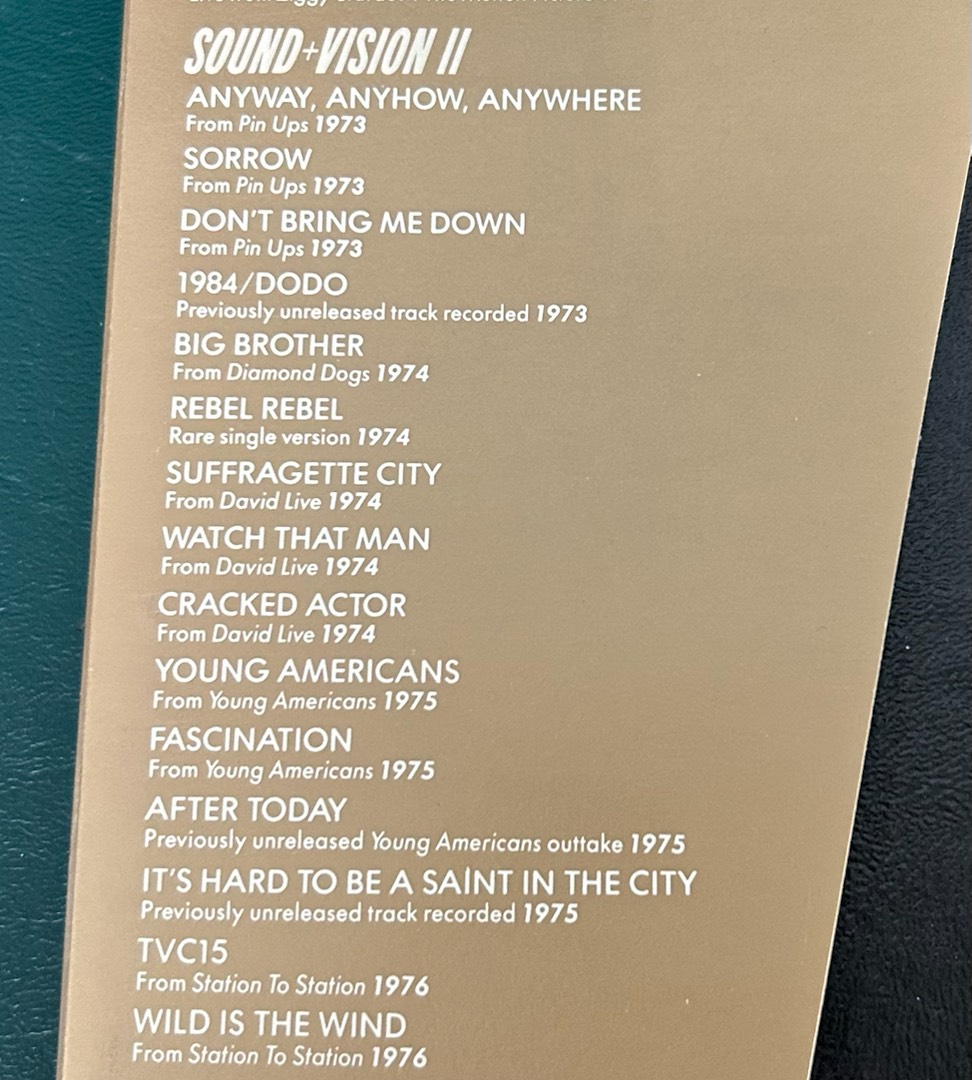 SOUND+VISION II
ANYWAY, ANYHOW, ANYWHERE
From Pin Ups 1973
SORROW
From Pin Ups 1973
DON'T BRING ME DOWN
From Pin Ups 1973
1984/DODO
Previously unreleased track recorded 1973
BIG BROTHER
From Diamond Dogs 1974
REBEL REBEL
Rare single version 1974
SUFFRAGETTE CITY
From David Live 1974
WATCH THAT MAN
From David Live 1974
CRACKED ACTOR
From David Live 1974
YOUNG AMERICANS
From Young Americans 1975
FASCINATION
From Young Americans 1975
AFTER TODAY
Previously unreleased Young Americans outtake 1975
IT'S HARD TO BE A SAINT IN THE CITY
Previously unreleased track recorded 1975
TVC15
From Station To Station 1976
WILD IS THE WIND
From Station To Station 1976